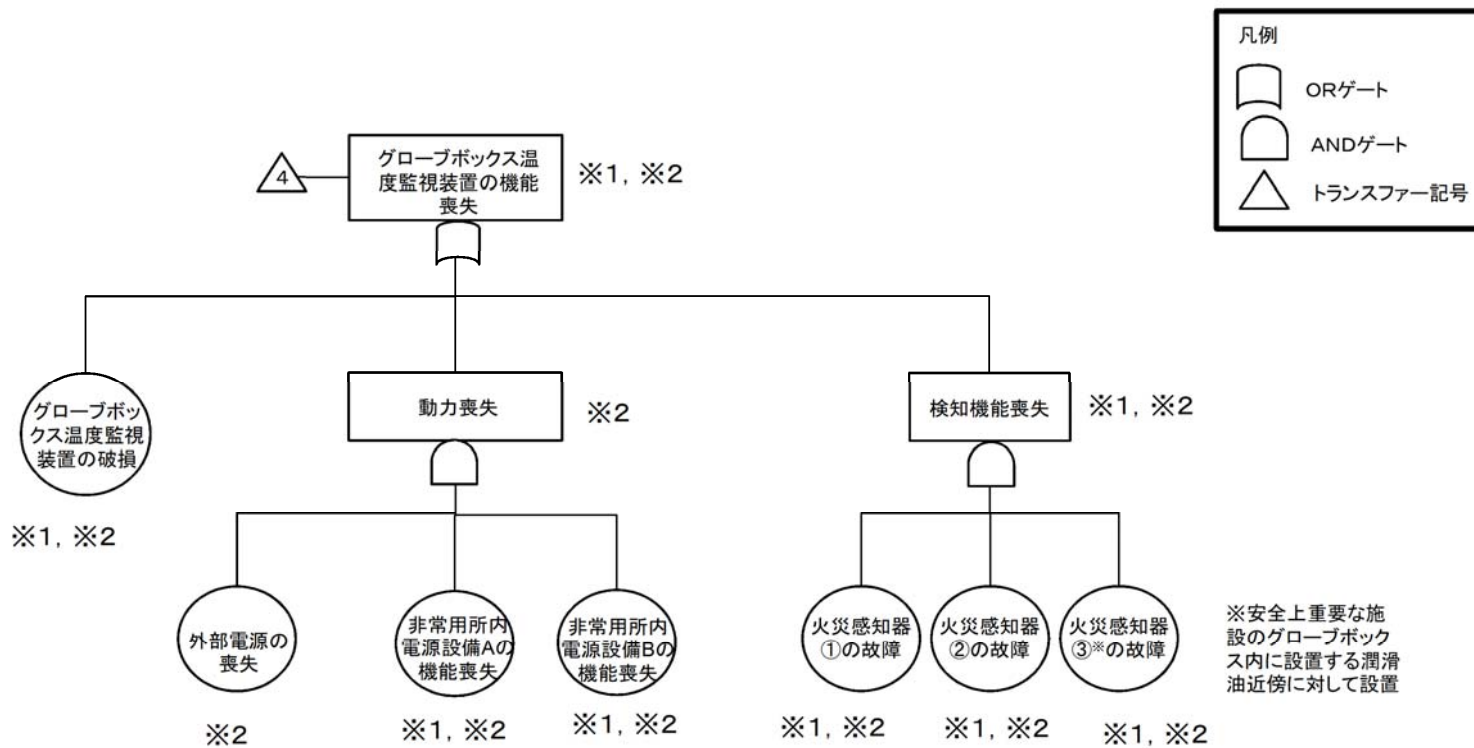 凡例
ORゲート
ANDゲート
トランスファー記号
4
グローブボックス温
度監視装置の機能
喪失
※1, ※2
グローブボッ
クス温度監視
装置の破損
※1, ※2
動力喪失
※2
検知機能喪失
※1, ※2
外部電源の
喪失
※2
非常用所内
電源設備Aの
機能喪失
※1, ※2
非常用所内
電源設備Bの
機能喪失
※1, ※2
火災感知器
①の故障
※1, ※2
火災感知器
②の故障
※1, ※2
火災感知器
③※の故障
※1, ※2
※安全上重要な施
設のグローブボック
ス内に設置する潤滑
油近傍に対して設置